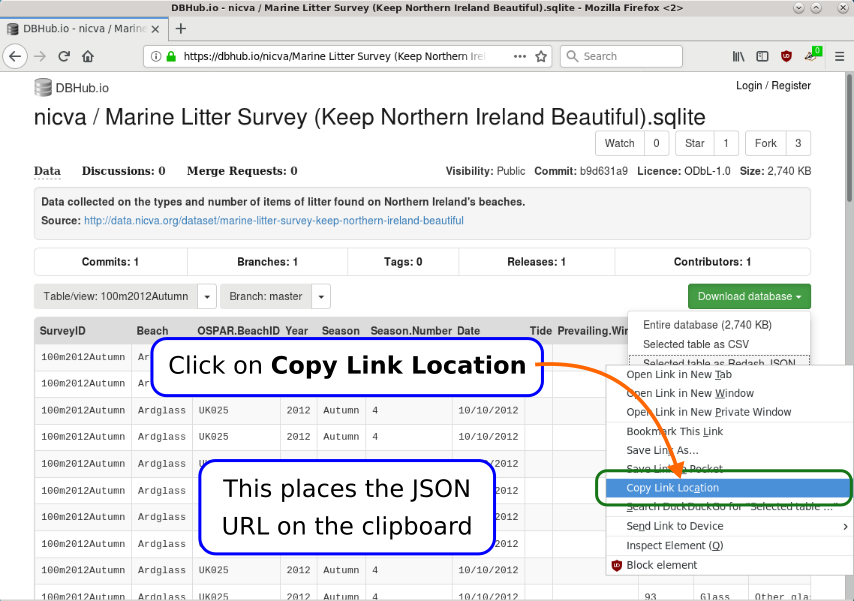 DBHub.io - nicva / Marine Litter Survey (Keep Northern Ireland Beautiful).sqlite - Mozilla Firefox <2>
DBHub.io - nicva / Marine
https://dbhub.io/nicva/Marine Litter Survey (Keep Northern Irel
Search
0
DBHub.io
Login / Register
nicva / Marine Litter Survey (Keep Northern Ireland Beautiful).sqlite
Watch 0 Star 1 Fork 3
Data Discussions: 0 Merge Requests: 0 Visibility: Public Commit: b9d631a9 Licence: ODbL-1.0 Size: 2,740 KB
Data collected on the types and number of items of litter found on Northern Ireland's beaches.
Source: http://data.nicva.org/dataset/marine-litter-survey-keep-northern-ireland-beautiful
Commits: 1 Branches: 1 Tags: 0 Releases: 1 Contributors: 1
Table/view: 100m2012Autumn Branch: master Download database
Entire database (2,740 KB)
Selected table as CSV
Selected table as Redash JSON
SurveyID Beach OSPAR.BeachID Year Season Season.Number Date Tide Prevailing.Win
100m2012Autumn Ar
100m2012Autumn Ar
100m2012Autumn Ardglass UK025 2012 Autumn 4 10/10/2012
100m2012Autumn Ardglass UK025 2012 Autumn 4 10/10/2012
100m2012Autumn Ardglass
100m2012Autumn Ardglass
100m2012Autumn Ardglass
100m2012Autumn Ardglass
100m2012Autumn Ardglass UK025 2012 Autumn 4 10/10/2012
100m2012Autumn Ardglass UK025 2012 Autumn 4 10/10/2012 93 Glass Other gla
Click on Copy Link Location
This places the JSON
URL on the clipboard
Open Link in New Tab
Open Link in New Window
Open Link in New Private Window
Bookmark This Link
Save Link As...
Save Link to Pocket
Copy Link Location
Search DuckDuckGo for "Selected table ..."
Send Link to Device
Inspect Element (Q)
Block element